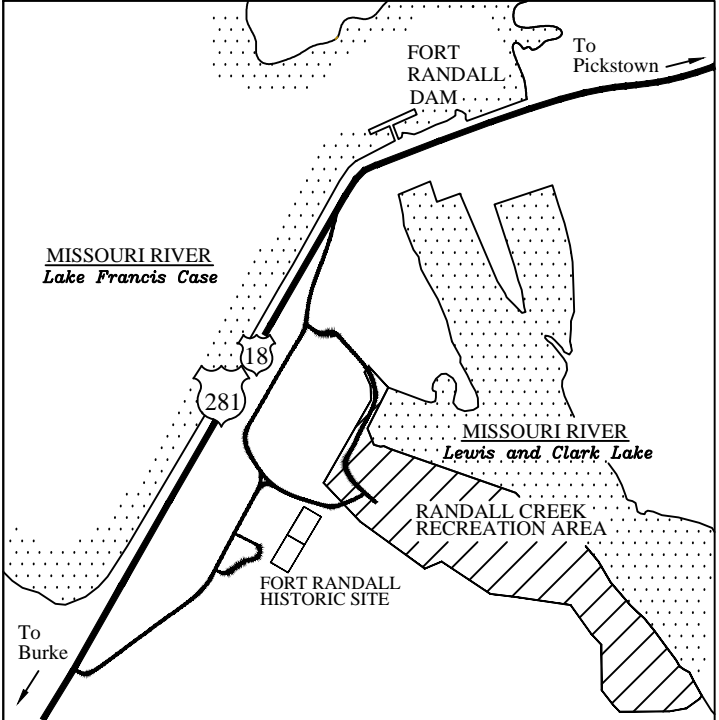 FORT
RANDALL
DAM
To
Pickstown
MISSOURI RIVER
Lake Francis Case
18
281
MISSOURI RIVER
Lewis and Clark Lake
RANDALL CREEK
RECREATION AREA
FORT RANDALL
HISTORIC SITE
To
Burke